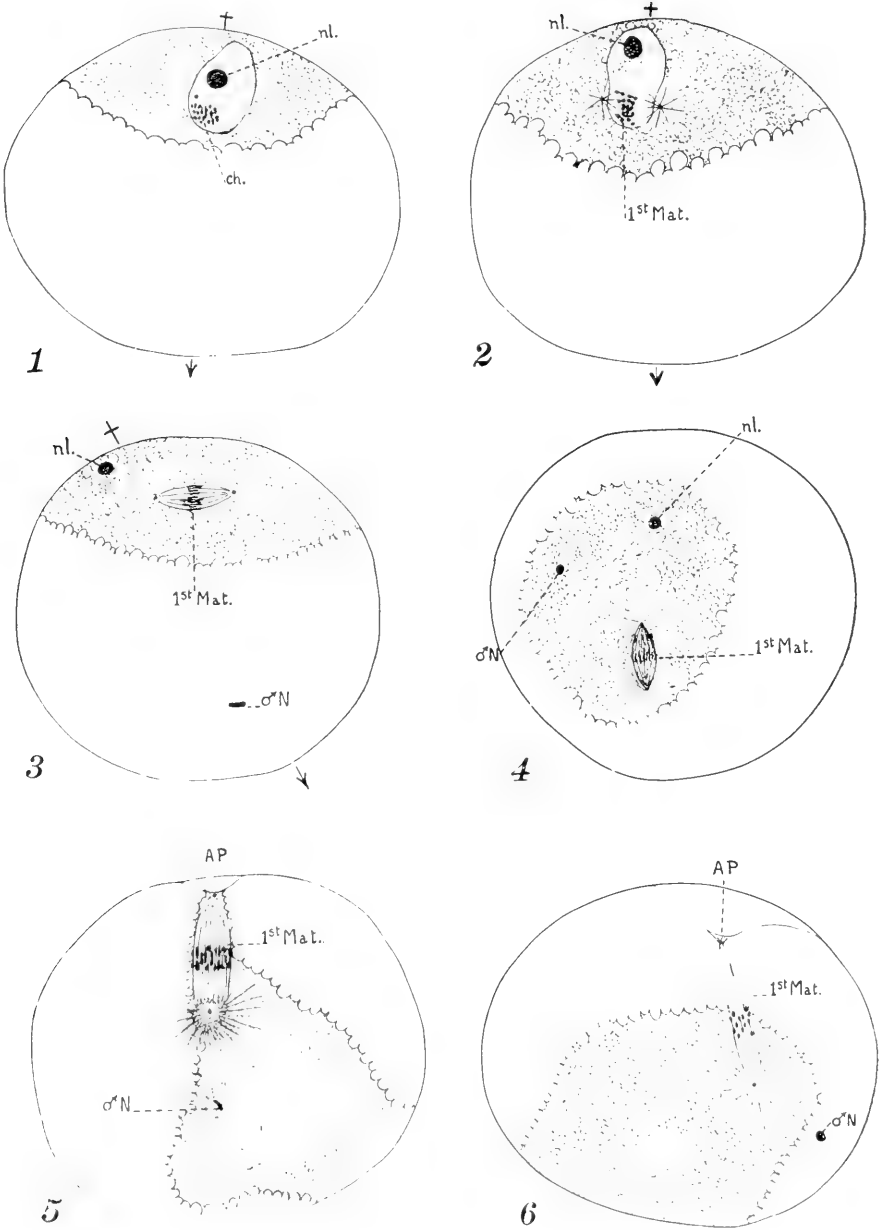 nl.
ch.
1
nl.
1st Mat.
2
nl.
1st Mat.
♂N
3
nl.
♂N
1st Mat.
4
AP
1st Mat.
♂N
5
AP
1st Mat.
♂N
6